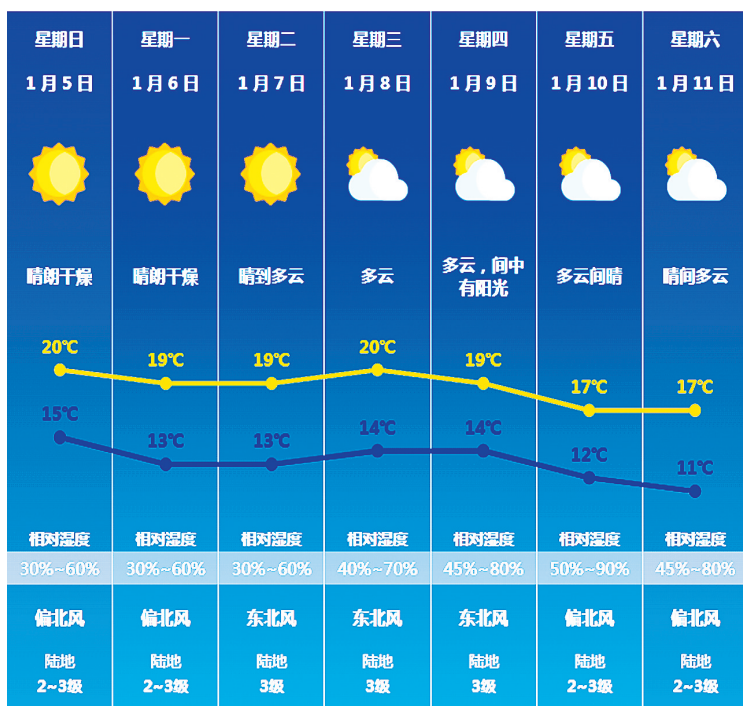 星期日 星期一 星期二 星期三 星期四 星期五 星期六
1月5日 1月6日 1月7日 1月8日 1月9日 1月10日 1月11日
晴朗干燥 晴朗干燥 晴到多云 多云 多云，间中 多云间晴 晴间多云
有阳光
20℃ 19℃ 19℃ 20℃ 19℃ 17℃ 17℃
15℃ 13℃ 13℃ 14℃ 14℃ 12℃ 11℃
相对湿度 相对湿度 相对湿度 相对湿度 相对湿度 相对湿度 相对湿度
30%~60% 30%~60% 30%~60% 40%~70% 45%~80% 50%~90% 45%~80%
偏北风 偏北风 东北风 东北风 东北风 偏北风 偏北风
陆地 陆地 陆地 陆地 陆地 陆地 陆地
2~3级 2~3级 3级 3级 3级 2~3级 2~3级